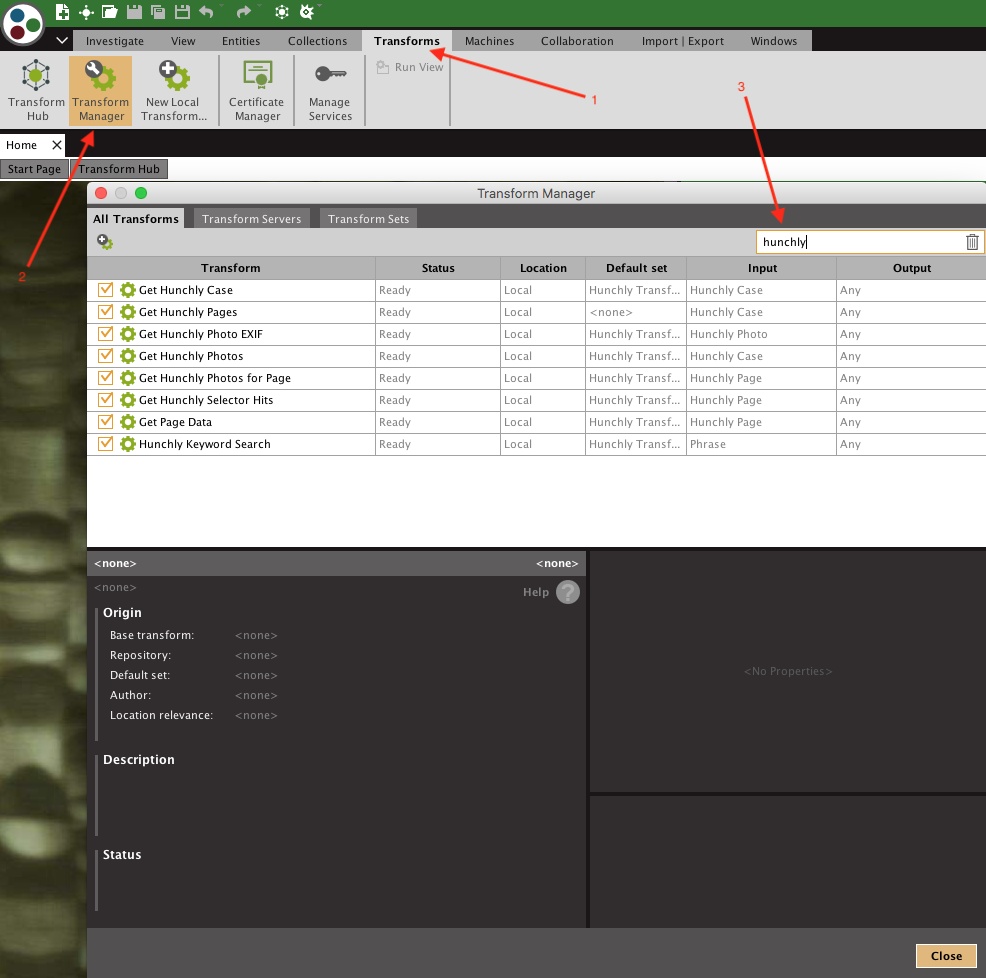 Investigate View Entities Collections Transforms Machines Collaboration Import | Export Windows
Transform Hub
Transform Manager
New Local Transform...
Certificate Manager
Manage Services
Run View
1
2
3
Home
Start Page Transform Hub
Transform Manager
All Transforms Transform Servers Transform Sets
hunchly
Transform Status Location Default set Input Output
Get Hunchly Case Ready Local Hunchly Transf... Hunchly Case Any
Get Hunchly Pages Ready Local <none> Hunchly Case Any
Get Hunchly Photo EXIF Ready Local Hunchly Transf... Hunchly Photo Any
Get Hunchly Photos Ready Local Hunchly Transf... Hunchly Case Any
Get Hunchly Photos for Page Ready Local Hunchly Transf... Hunchly Page Any
Get Hunchly Selector Hits Ready Local Hunchly Transf... Hunchly Page Any
Get Page Data Ready Local Hunchly Transf... Hunchly Page Any
Hunchly Keyword Search Ready Local Hunchly Transf... Phrase Any
<none> <none>
<none>
Help ?
Origin
Base transform: <none>
Repository: <none>
Default set: <none>
Author: <none>
Location relevance: <none>
Description
Status
<No Properties>
Close